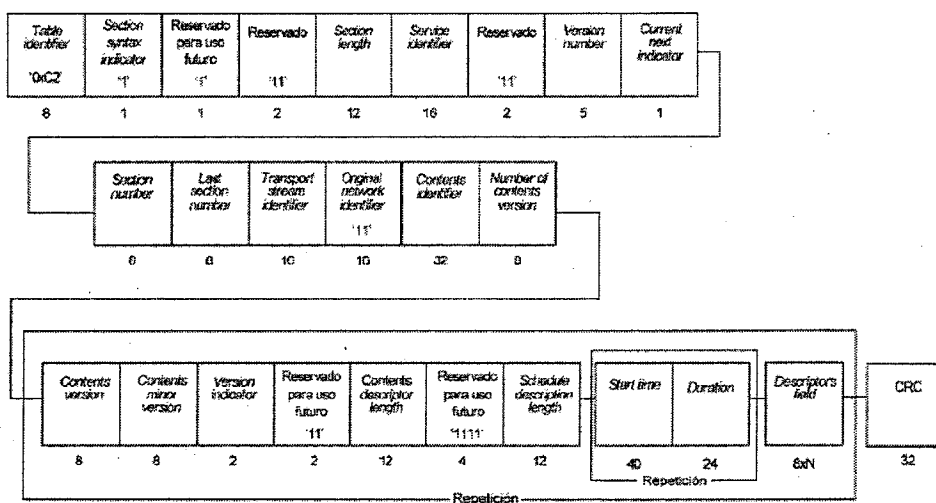 Table
identifier
'0xC2'
Section
syntax
indicator
'1'
Reservado
para uso
futuro
'1'
Reservado
'11'
Section
length
Service
identifier
Reservado
'11'
Version
number
Current
next
indicator
8 1 1 2 12 16 2 5 1
Section
number
Last
section
number
Transport
stream
identifier
Original
network
identifier
'11'
Contents
identifier
Number of
contents
version
8 8 16 16 32 8
Contents
version
Contents
minor
version
Version
indicator
Reservado
para uso
futuro
'11'
Contents
descriptor
length
Reservado
para uso
futuro
'1111'
Schedule
description
length
Start time
Duration
Descriptors
field
CRC
8 8 2 2 12 4 12 40 24 8xN 32
Repetición
Repetición